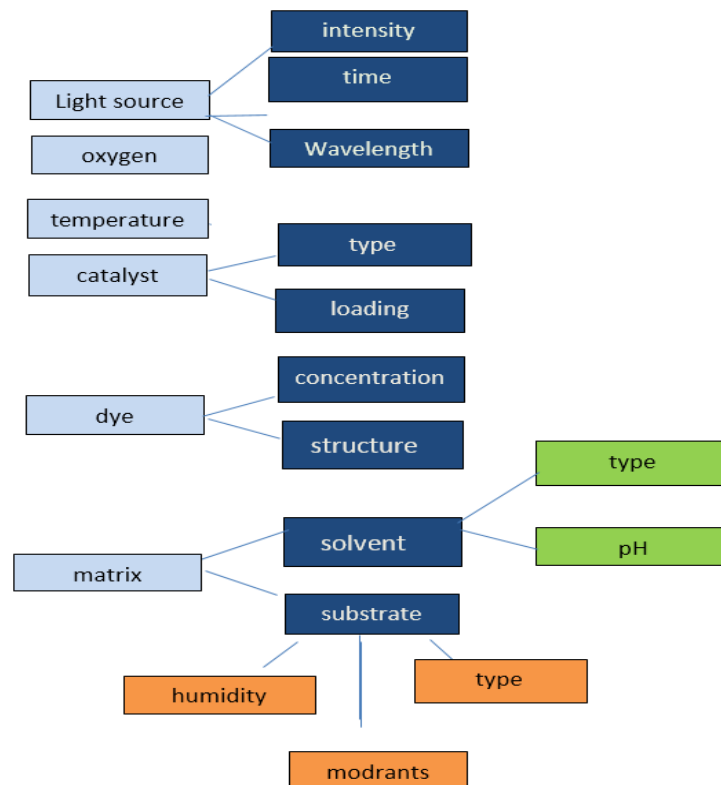 intensity
time
Light source
Wavelength
oxygen
temperature
type
catalyst
loading
concentration
dye
structure
type
solvent
pH
matrix
substrate
type
humidity
modrants